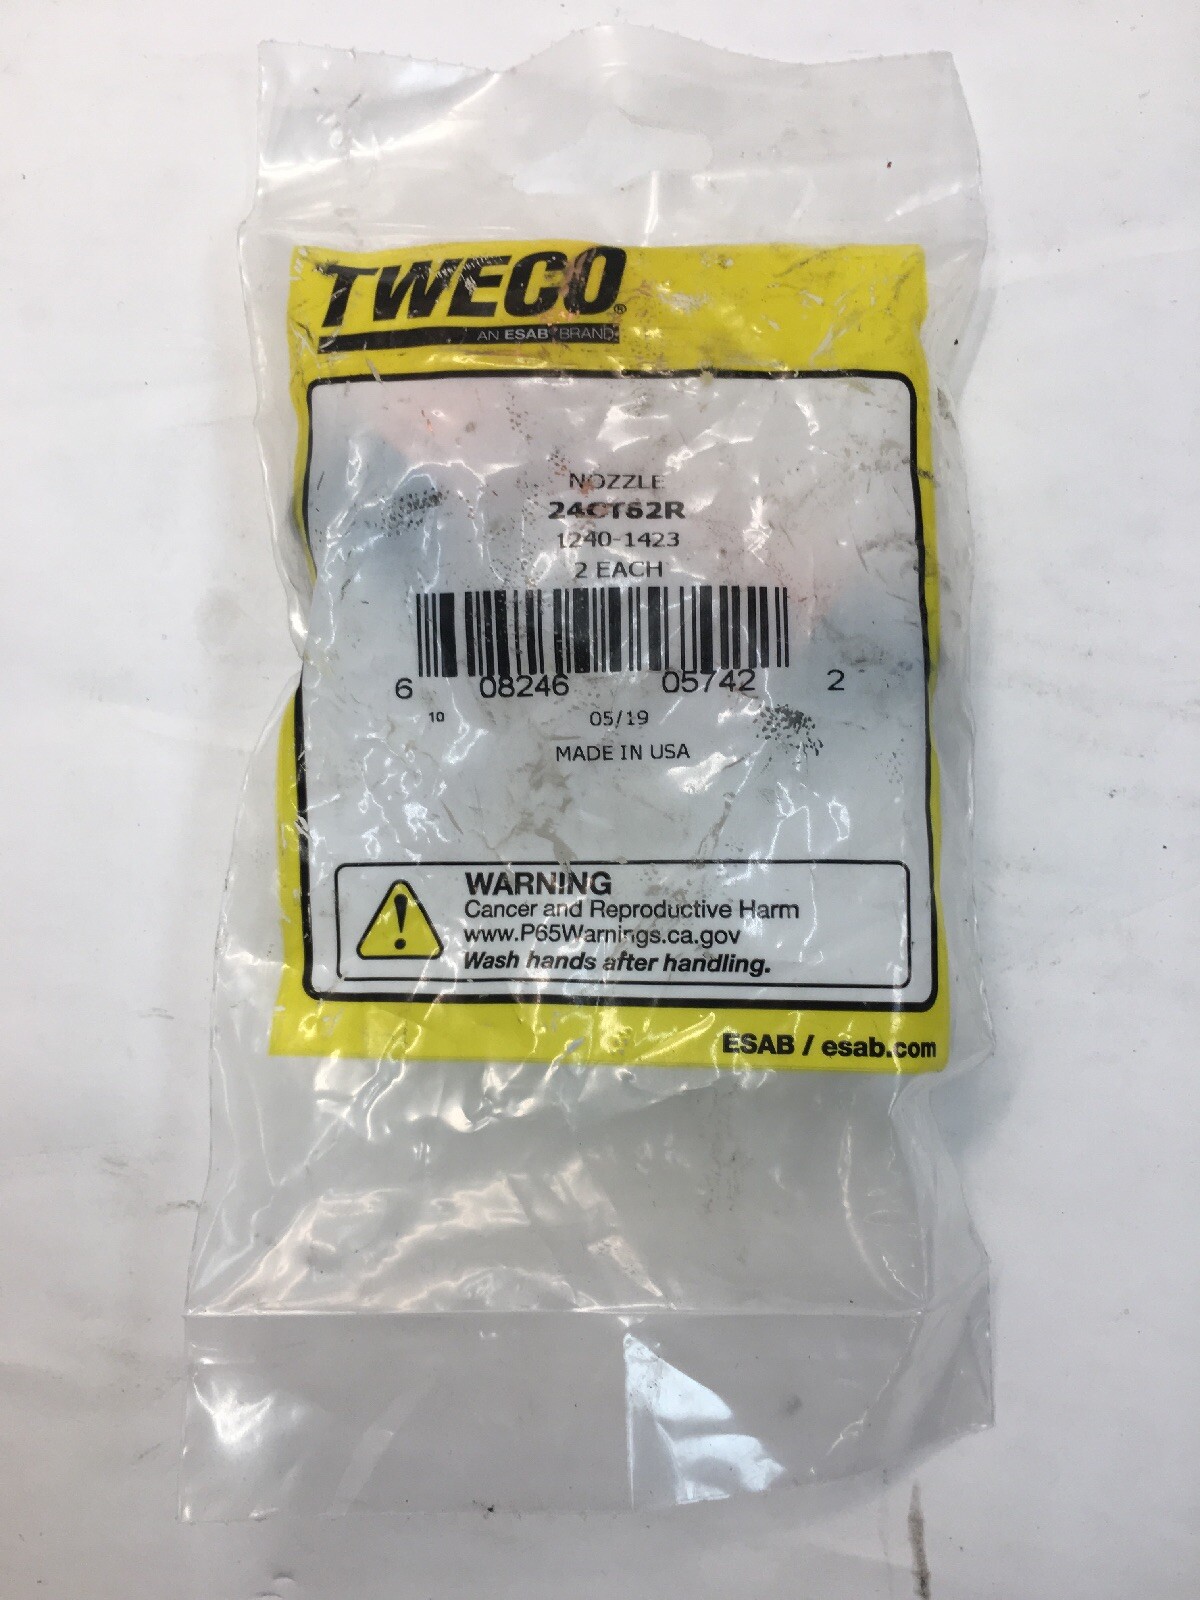 TWECO®
AN ESAB® BRAND
NOZZLE
24CT62R
1240-1423
2 EACH
6 08246 05742 2
10 05/19
MADE IN USA
WARNING
Cancer and Reproductive Harm
www.P65Warnings.ca.gov
Wash hands after handling.
ESAB / esab.com